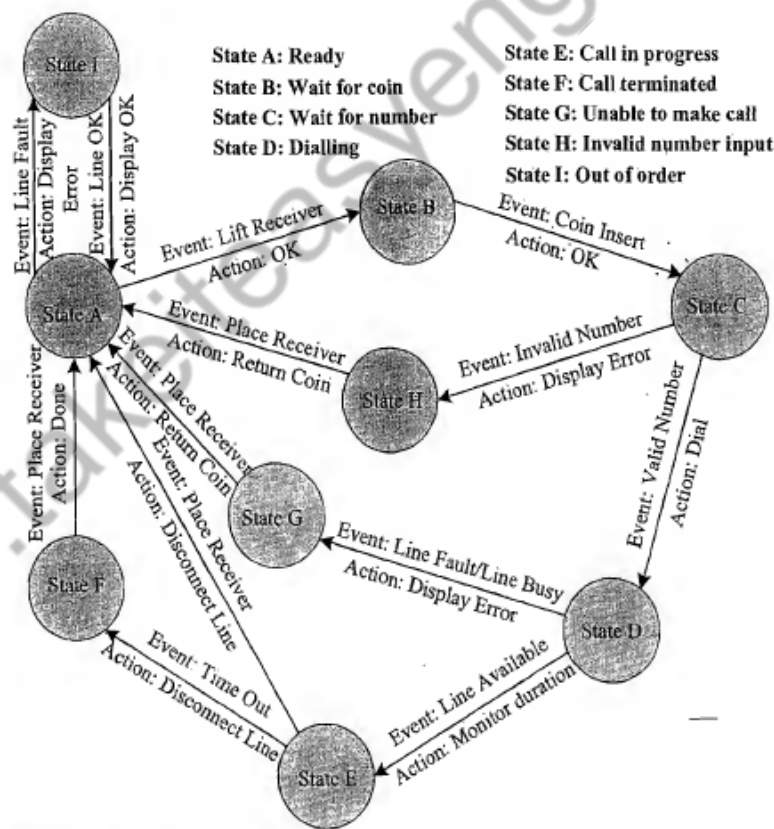 State A: Ready
State B: Wait for coin
State C: Wait for number
State D: Dialling
State E: Call in progress
State F: Call terminated
State G: Unable to make call
State H: Invalid number input
State I: Out of order
State I
Event: Line Fault
Action: Display
Error
Event: Line OK
Action: Display OK
State B
Event: Lift Receiver
Action: OK
Event: Coin Insert
Action: OK
State A
State C
Event: Place Receiver
Action: Return Coin
Event: Invalid Number
Action: Display Error
State H
Event: Place Receiver
Action: Return Coin
Event: Valid Number
Action: Dial
Event: Place Receiver
Action: Done
Event: Place Receiver
Action: Disconnect Line
State G
Event: Line Fault/Line Busy
Action: Display Error
State F
State D
Event: Time Out
Action: Disconnect Line
Event: Line Available
Action: Monitor duration
State E
.takeiteasyeng